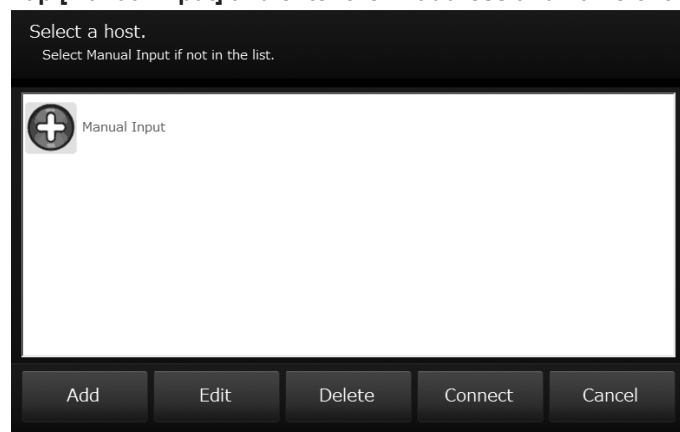 Select a host.
Select Manual Input if not in the list.
Manual Input
Add Edit Delete Connect Cancel